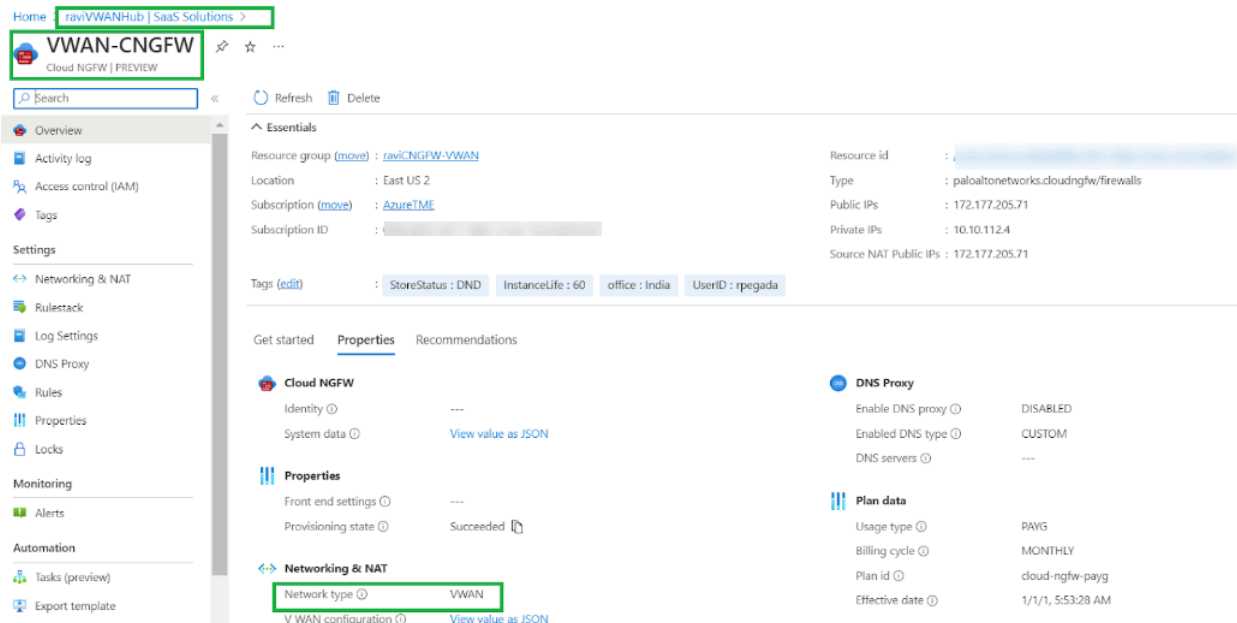 Home > raviVWANHub | SaaS Solutions >
VWAN-CNGFW
Cloud NGFW | PREVIEW
Search
Refresh Delete
Overview
Activity log
Access control (IAM)
Tags
Settings
Networking & NAT
Rulestack
Log Settings
DNS Proxy
Rules
Properties
Locks
Monitoring
Alerts
Automation
Tasks (preview)
Export template
Essentials
Resource group (move) : raviCNGFW-VWAN
Location : East US 2
Subscription (move) : AzureTME
Subscription ID :
Resource id :
Type : paloaltonetworks.cloudngfw/firewalls
Public IPs : 172.177.205.71
Private IPs : 10.10.112.4
Source NAT Public IPs : 172.177.205.71
Tags (edit) : StoreStatus : DND InstanceLife : 60 office : India UserID : rpegada
Get started Properties Recommendations
Cloud NGFW
Identity ---
System data View value as JSON
Properties
Front end settings ---
Provisioning state Succeeded
Networking & NAT
Network type VWAN
V WAN configuration View value as JSON
DNS Proxy
Enable DNS proxy DISABLED
Enabled DNS type CUSTOM
DNS servers ---
Plan data
Usage type PAYG
Billing cycle MONTHLY
Plan id cloud-ngfw-payg
Effective date 1/1/1, 5:53:28 AM